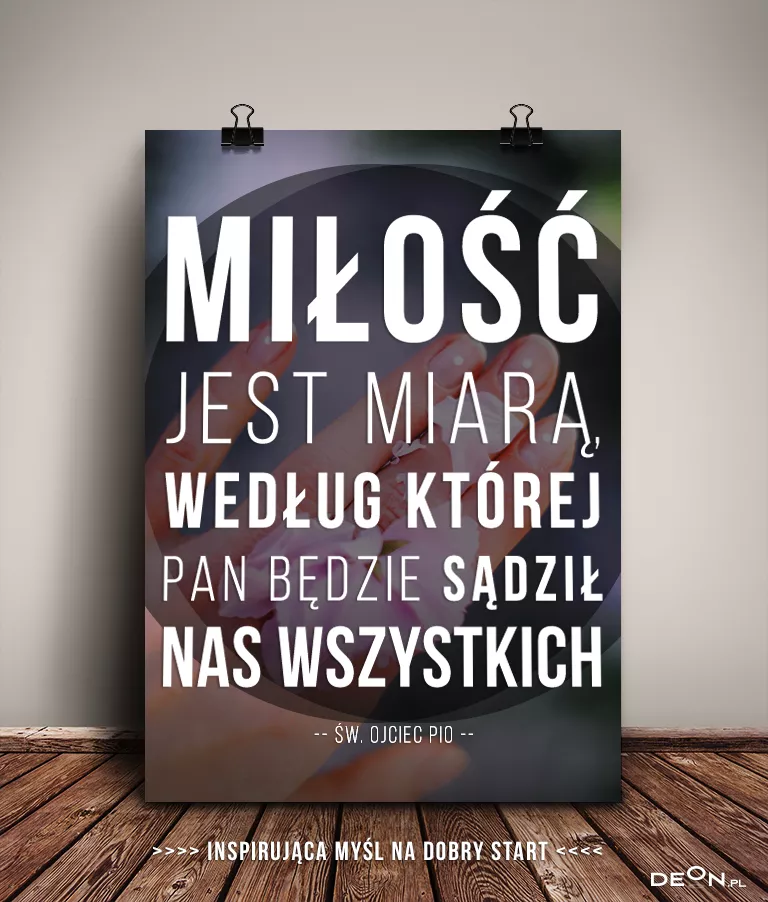 MIŁOŚĆ
JEST MIARĄ,
WEDŁUG KTÓREJ
PAN BĘDZIE SĄDZIŁ
NAS WSZYSTKICH
-- ŚW. OJCIEC PIO --
>>>> INSPIRUJĄCA MYŚL NA DOBRY START <<<<
DEON.PL